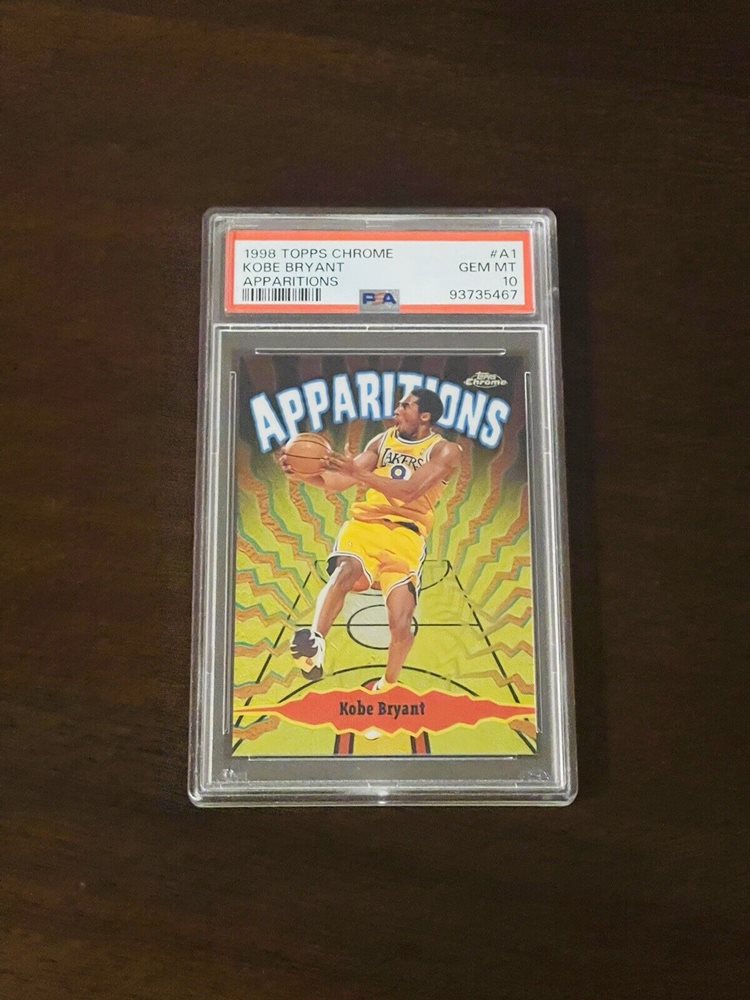 1998 TOPPS CHROME #A1
KOBE BRYANT GEM MT
APPARITIONS 10
PSA 93735467
Topps
Chrome
APPARITIONS
LAKERS
8
Kobe Bryant